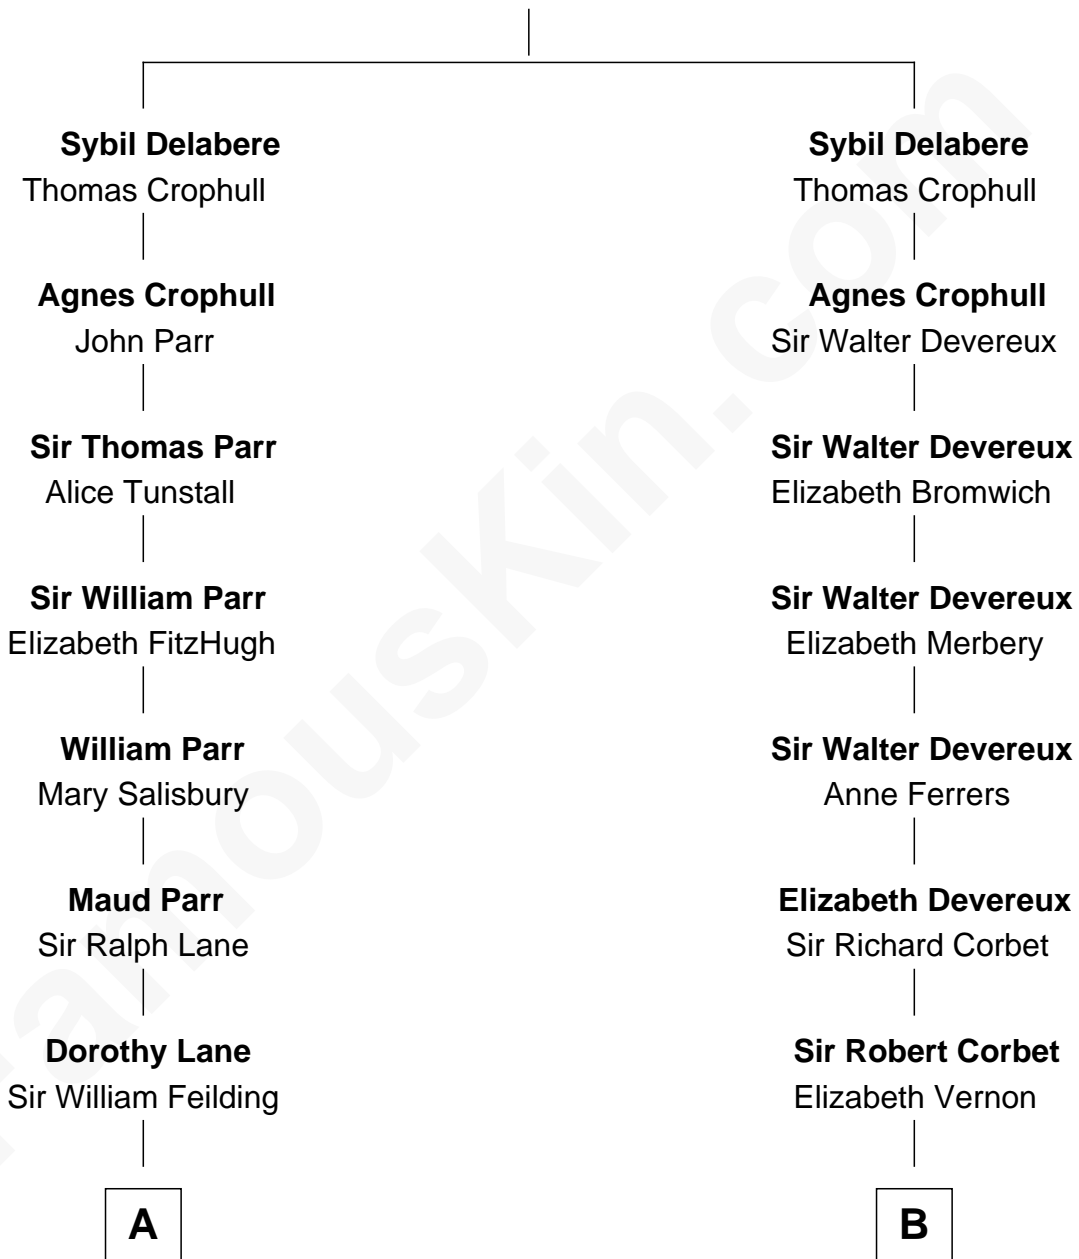 Sybil Delabere
Thomas Crophull
Agnes Crophull
John Parr
Sir Thomas Parr
Alice Tunstall
Sir William Parr
Elizabeth FitzHugh
William Parr
Mary Salisbury
Maud Parr
Sir Ralph Lane
Dorothy Lane
Sir William Feilding
A
Sybil Delabere
Thomas Crophull
Agnes Crophull
Sir Walter Devereux
Sir Walter Devereux
Elizabeth Bromwich
Sir Walter Devereux
Elizabeth Merbery
Sir Walter Devereux
Anne Ferrers
Elizabeth Devereux
Sir Richard Corbet
Sir Robert Corbet
Elizabeth Vernon
B
FamousKin.com